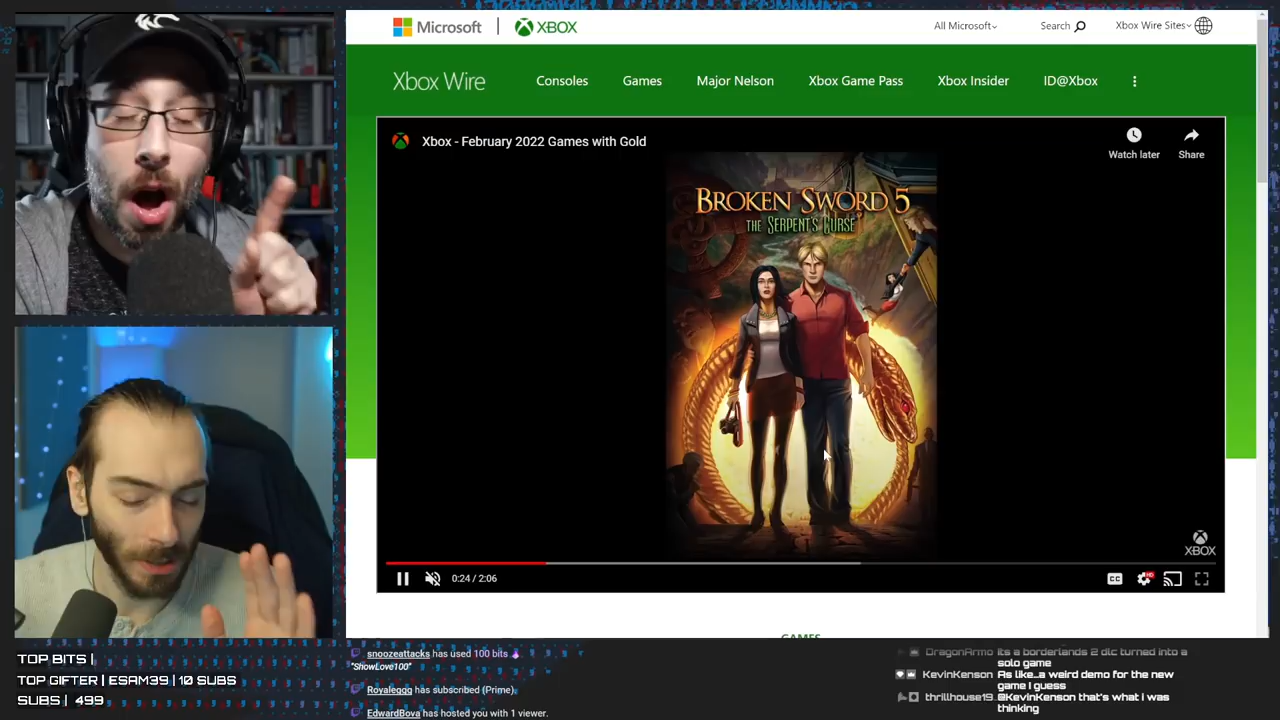 Microsoft | XBOX
All Microsoft
Search
Xbox Wire Sites
Xbox Wire
Consoles
Games
Major Nelson
Xbox Game Pass
Xbox Insider
ID@Xbox
Xbox - February 2022 Games with Gold
Watch later
Share
BROKEN SWORD 5
THE SERPENT'S CURSE
XBOX
0:24 / 2:06
CC
HD
GAMES
TOP BITS |
TOP GIFTER | ESAM39 | 10 SUBS
SUBS | 499
snoozeattacks has used 100 bits
"ShowLove100"
Royaleqqq has subscribed (Prime).
EdwardBova has hosted you with 1 viewer.
DragonArmo its a borderlands 2 dlc turned into a
solo game
KevinKenson As like...a weird demo for the new
game I guess
thrillhouse19 @KevinKenson that's what i was
thinking